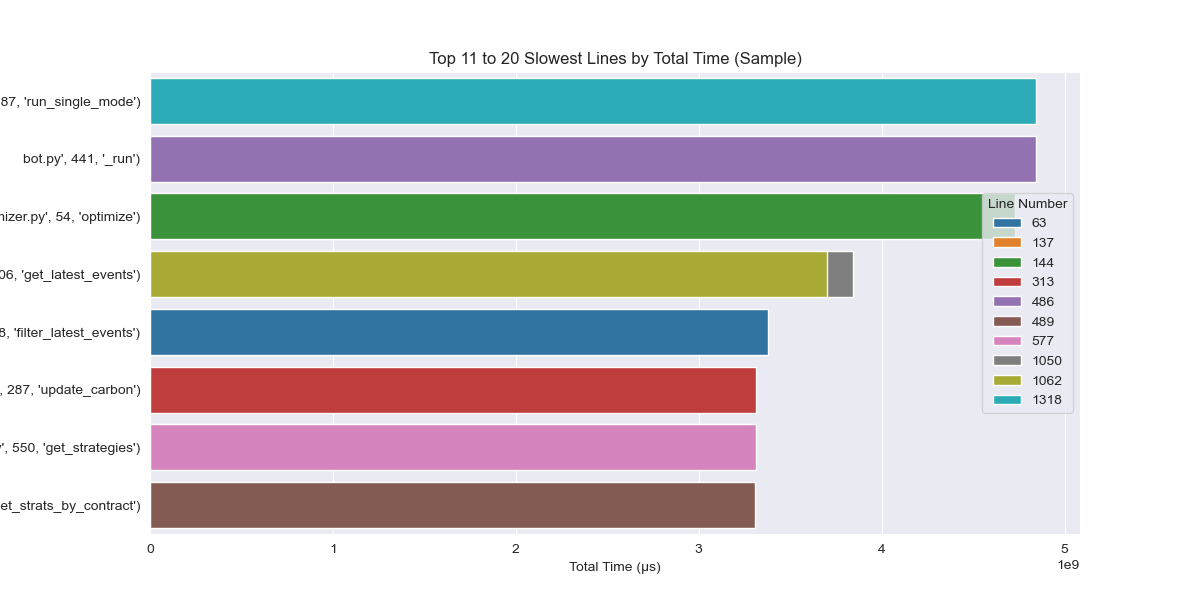 Top 11 to 20 Slowest Lines by Total Time (Sample)
87, 'run_single_mode')
bot.py', 441, '_run')
mizer.py', 54, 'optimize')
06, 'get_latest_events')
8, 'filter_latest_events')
, 287, 'update_carbon')
', 550, 'get_strategies')
et_strats_by_contract')
Line Number
63
137
144
313
486
489
577
1050
1062
1318
0 1 2 3 4 5
1e9
Total Time (µs)